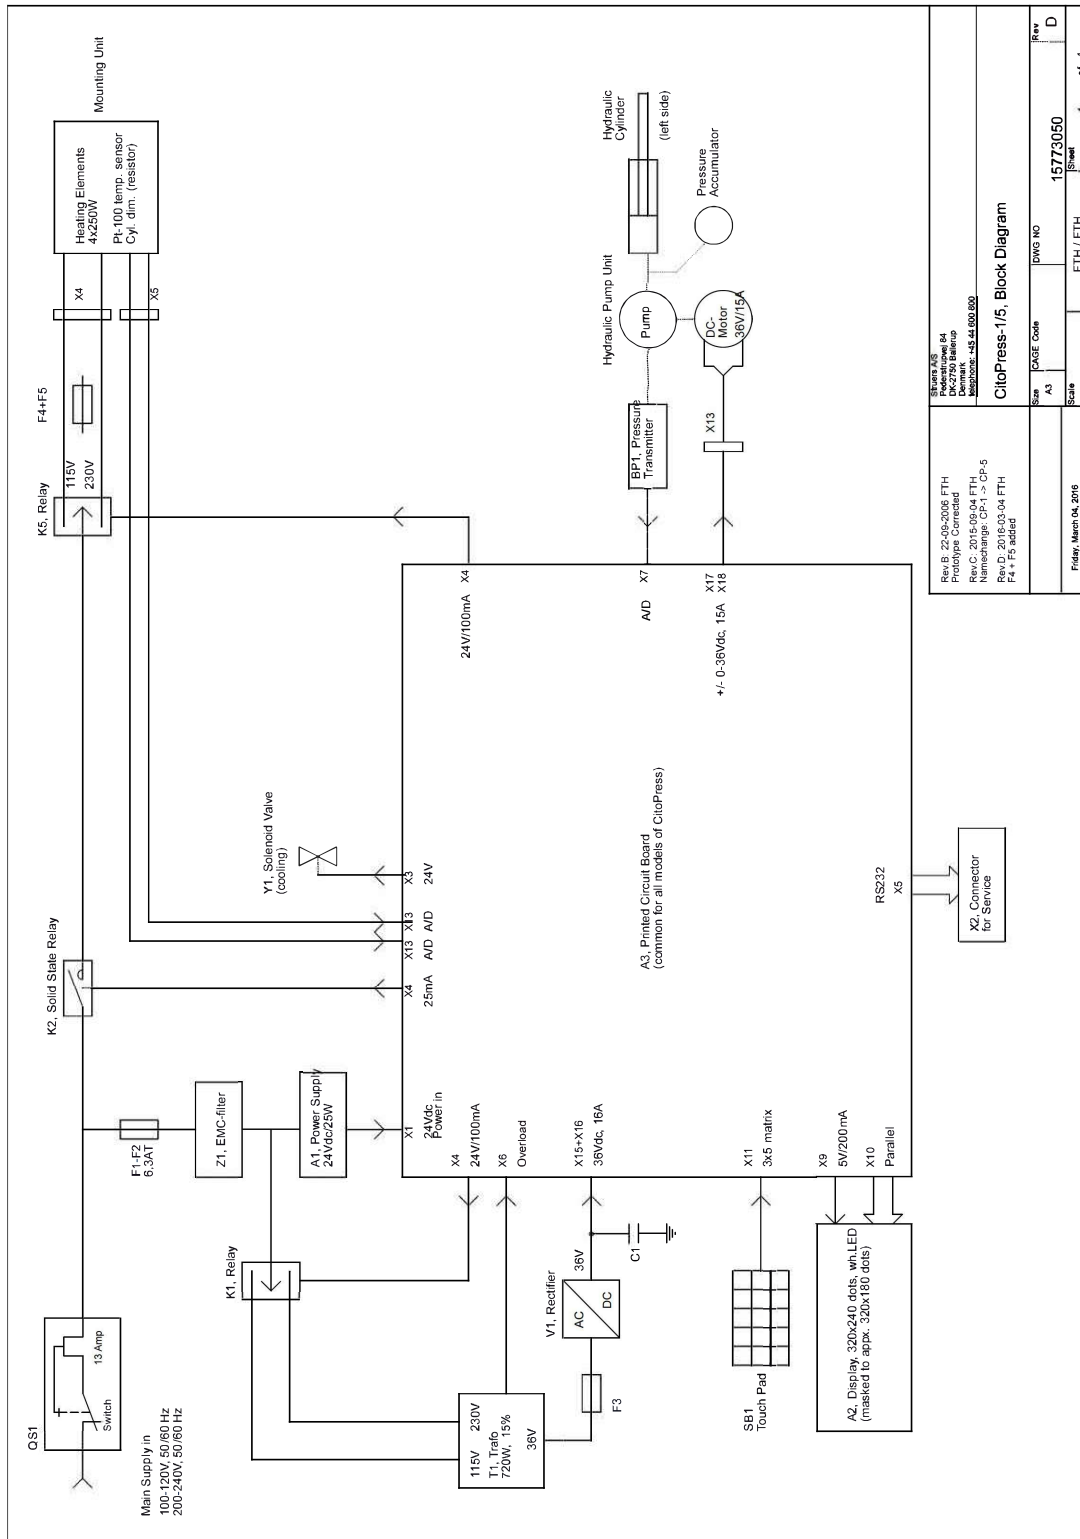 QS1
Switch
13 Amp
Main Supply in
100-120V, 50/60 Hz
200-240V, 50/60 Hz
F1-F2
6.3AT
Z1, EMC-filter
A1, Power Supply
24Vdc/25W
K1, Relay
K2, Solid State Relay
Y1, Solenoid Valve
(cooling)
K5, Relay
115V
230V
F4+F5
X4
X5
Heating Elements
4x250W
Pt-100 temp. sensor
Cyl. dim. (resistor)
Mounting Unit
115V
230V
T1, Trafo
720W, 15%
36V
F3
V1, Rectifier
AC
DC
36V
C1
SB1
Touch Pad
A2, Display, 320x240 dots, wh.LED
(masked to appx. 320x180 dots)
X1
24Vdc
Power in
X4
25mA
X13
A/D
X13
A/D
X3
24V
X4
24V/100mA
X6
Overload
X15+X16
36Vdc, 16A
X11
3x5 matrix
X9
5V/200mA
X10
Parallel
A3, Printed Circuit Board
(common for all models of CitoPress)
RS232
X5
X2, Connector
for Service
24V/100mA
X4
A/D
X7
+/- 0-36Vdc, 15A
X17
X18
BP1, Pressure
Transmitter
X13
Hydraulic Pump Unit
Pump
DC-
Motor
36V/15A
Hydraulic
Cylinder
(left side)
Pressure
Accumulator
Rev.B: 22-09-2006 FTH
Prototype Corrected
Rev.C: 2015-09-04 FTH
Namechange: CP-1 -> CP-5
Rev.D: 2016-03-04 FTH
F4 + F5 added
Friday, March 04, 2016
Struers A/S
Pederstrupvej 84
DK-2750 Ballerup
Denmark
telephone: +45 44 600 800
CitoPress-1/5, Block Diagram
Size
A3
CAGE Code
DWG NO
15773050
Rev
D
Scale
FTH / FTH
Sheet